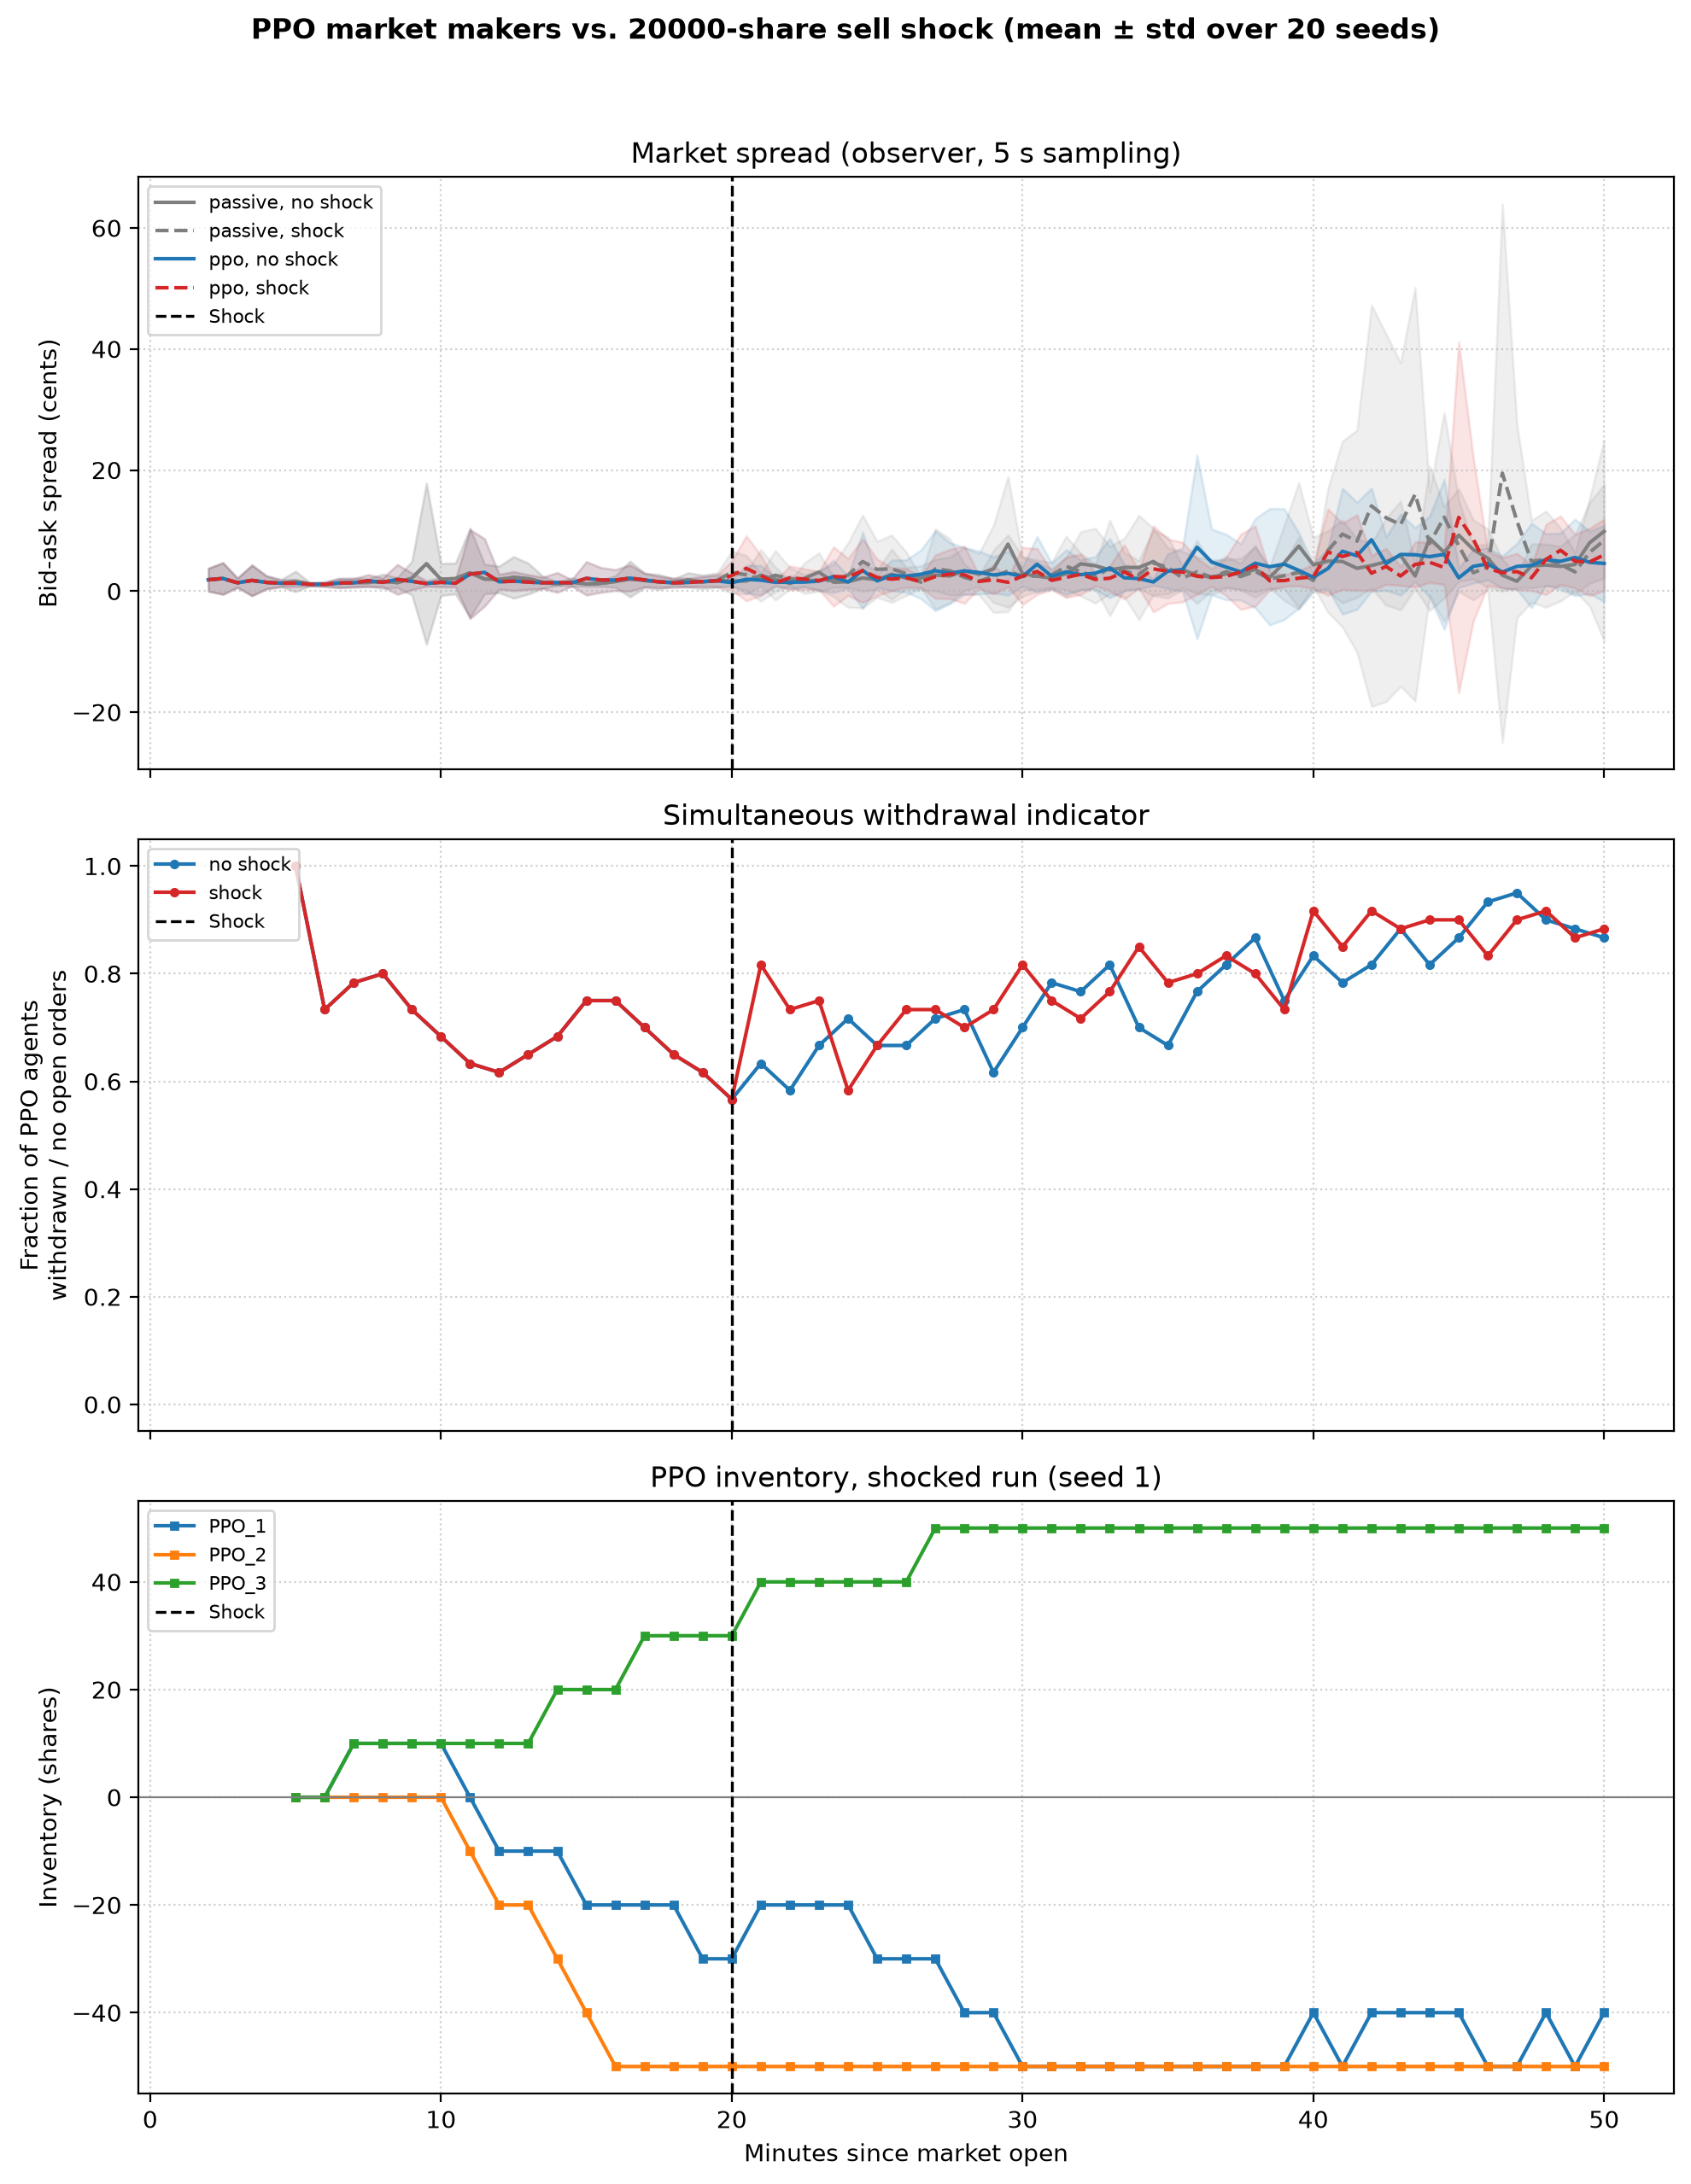 PPO market makers vs. 20000-share sell shock (mean ± std over 20 seeds)
Market spread (observer, 5 s sampling)
passive, no shock
passive, shock
ppo, no shock
ppo, shock
Shock
60
40
20
0
−20
Bid-ask spread (cents)
Simultaneous withdrawal indicator
no shock
shock
Shock
1.0
0.8
0.6
0.4
0.2
0.0
Fraction of PPO agents
withdrawn / no open orders
PPO inventory, shocked run (seed 1)
PPO_1
PPO_2
PPO_3
Shock
40
20
0
−20
−40
Inventory (shares)
0
10
20
30
40
50
Minutes since market open